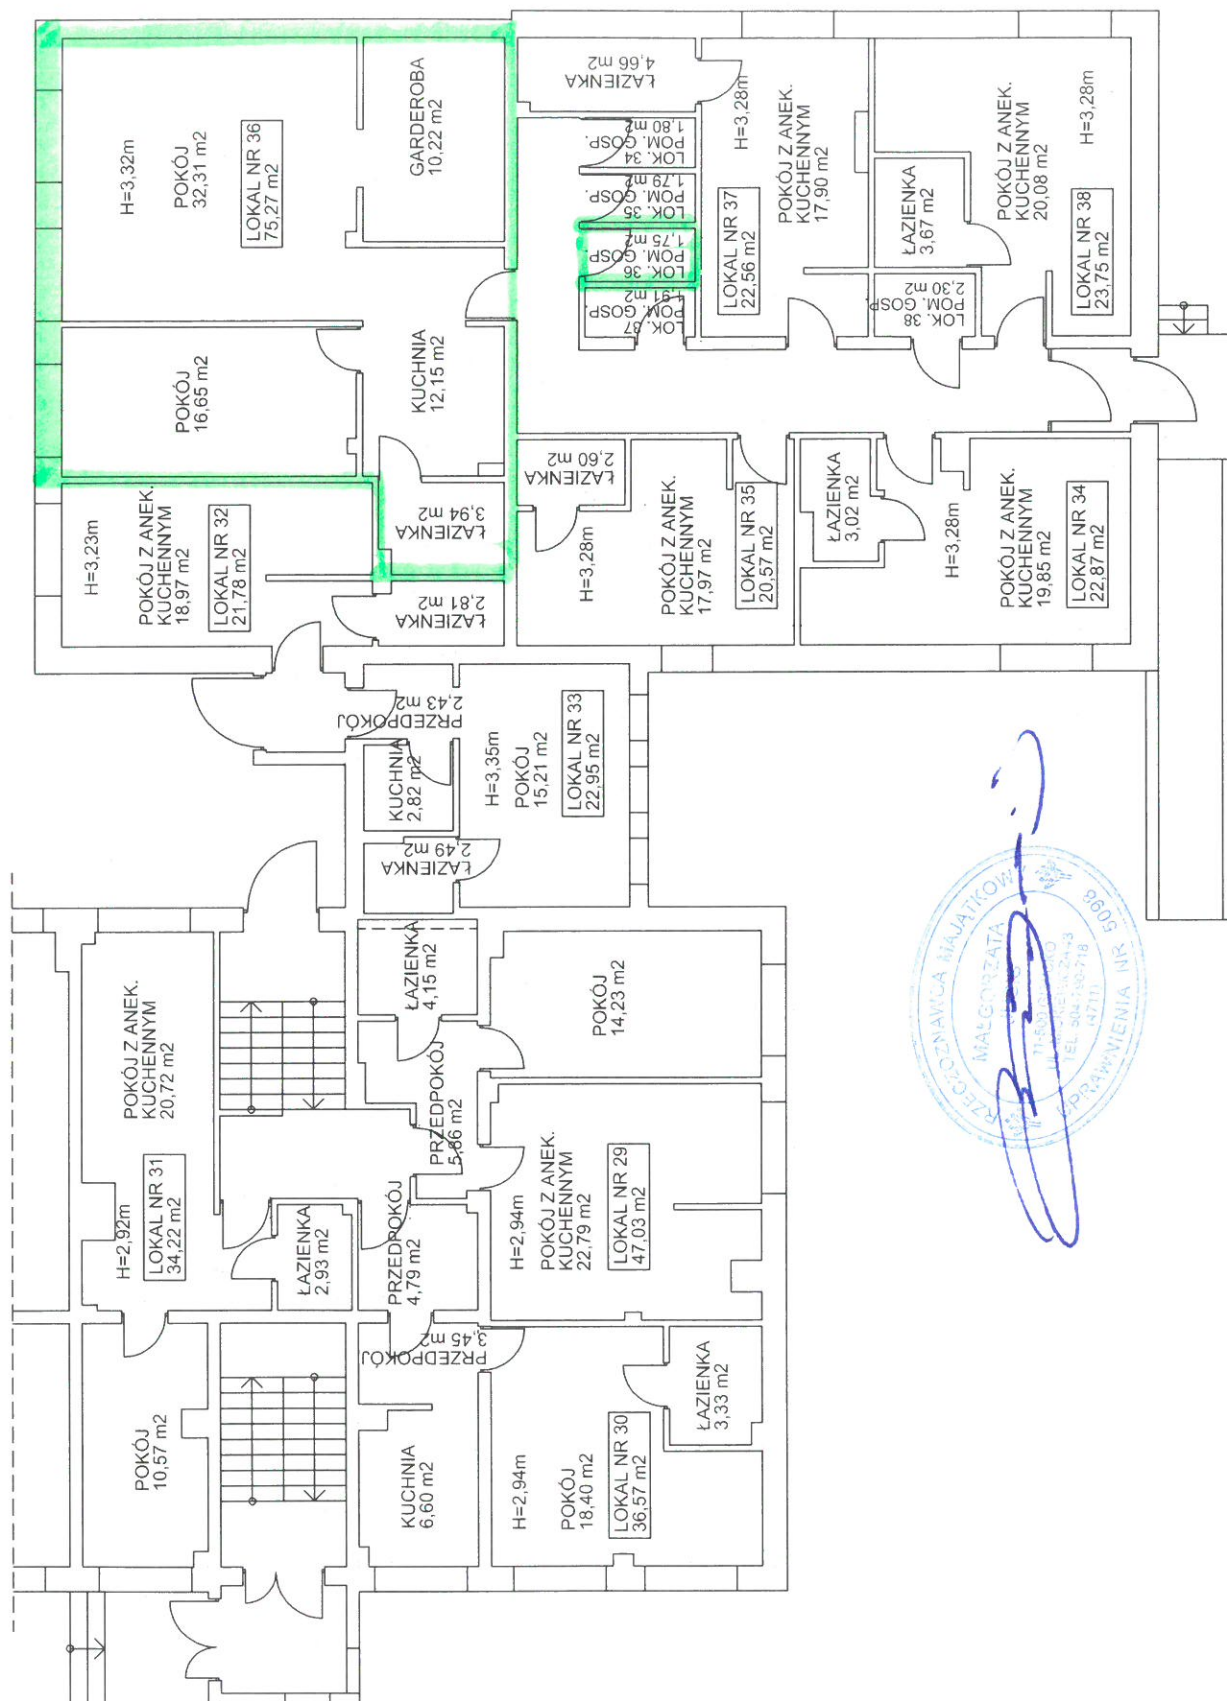 H=3,32m
POKÓJ
32,31 m2
LOKAL NR 36
75,27 m2
GARDEROBA
10,22 m2
POKÓJ
16,65 m2
KUCHNIA
12,15 m2
ŁAZIENKA
3,94 m2
H=3,23m
POKÓJ Z ANEK.
KUCHENNYM
18,97 m2
LOKAL NR 32
21,78 m2
ŁAZIENKA
2,81 m2
ŁAZIENKA
4,66 m2
LOK. 34
POM. GOSP
1,80 m2
LOK. 35
POM. GOSP
1,79 m2
LOK. 36
POM. GOSP
1,75 m2
LOK. 37
POM. GOSP
1,91 m2
H=3,28m
POKÓJ Z ANEK.
KUCHENNYM
17,90 m2
LOKAL NR 37
22,56 m2
ŁAZIENKA
3,67 m2
LOK. 38
POM. GOSP
2,30 m2
H=3,28m
POKÓJ Z ANEK.
KUCHENNYM
20,08 m2
LOKAL NR 38
23,75 m2
ŁAZIENKA
2,60 m2
H=3,28m
POKÓJ Z ANEK.
KUCHENNYM
17,97 m2
LOKAL NR 35
20,57 m2
ŁAZIENKA
3,02 m2
H=3,28m
POKÓJ Z ANEK.
KUCHENNYM
19,85 m2
LOKAL NR 34
22,87 m2
PRZEDPOKÓJ
2,43 m2
KUCHNIA
2,82 m2
ŁAZIENKA
2,49 m2
H=3,35m
POKÓJ
15,21 m2
LOKAL NR 33
22,95 m2
POKÓJ Z ANEK.
KUCHENNYM
20,72 m2
H=2,92m
LOKAL NR 31
34,22 m2
ŁAZIENKA
2,93 m2
POKÓJ
10,57 m2
ŁAZIENKA
4,15 m2
PRZEDPOKÓJ
5,86 m2
POKÓJ
14,23 m2
H=2,94m
POKÓJ Z ANEK.
KUCHENNYM
22,79 m2
LOKAL NR 29
47,03 m2
PRZEDPOKÓJ
4,79 m2
PRZEDPOKÓJ
3,45 m2
KUCHNIA
6,60 m2
H=2,94m
POKÓJ
18,40 m2
LOKAL NR 30
36,57 m2
ŁAZIENKA
3,33 m2
RZECZOZNAWCA MAJĄTKOWY
MAŁGORZATA
TEL. 504-190-718
UPRAWNIENIA NR 5098